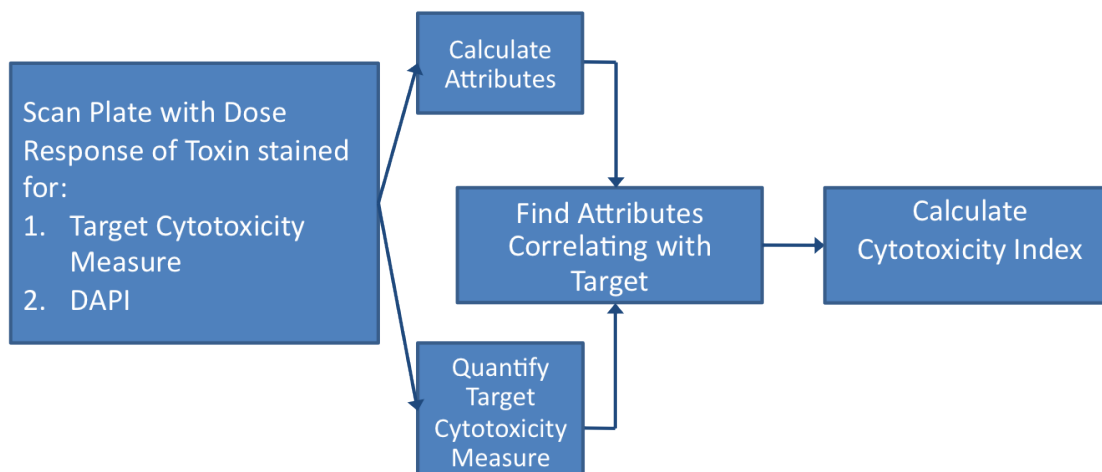 Scan Plate with Dose
Response of Toxin stained
for:
1. Target Cytotoxicity
Measure
2. DAPI
Calculate
Attributes
Quantify
Target
Cytotoxicity
Measure
Find Attributes
Correlating with
Target
Calculate
Cytotoxicity Index